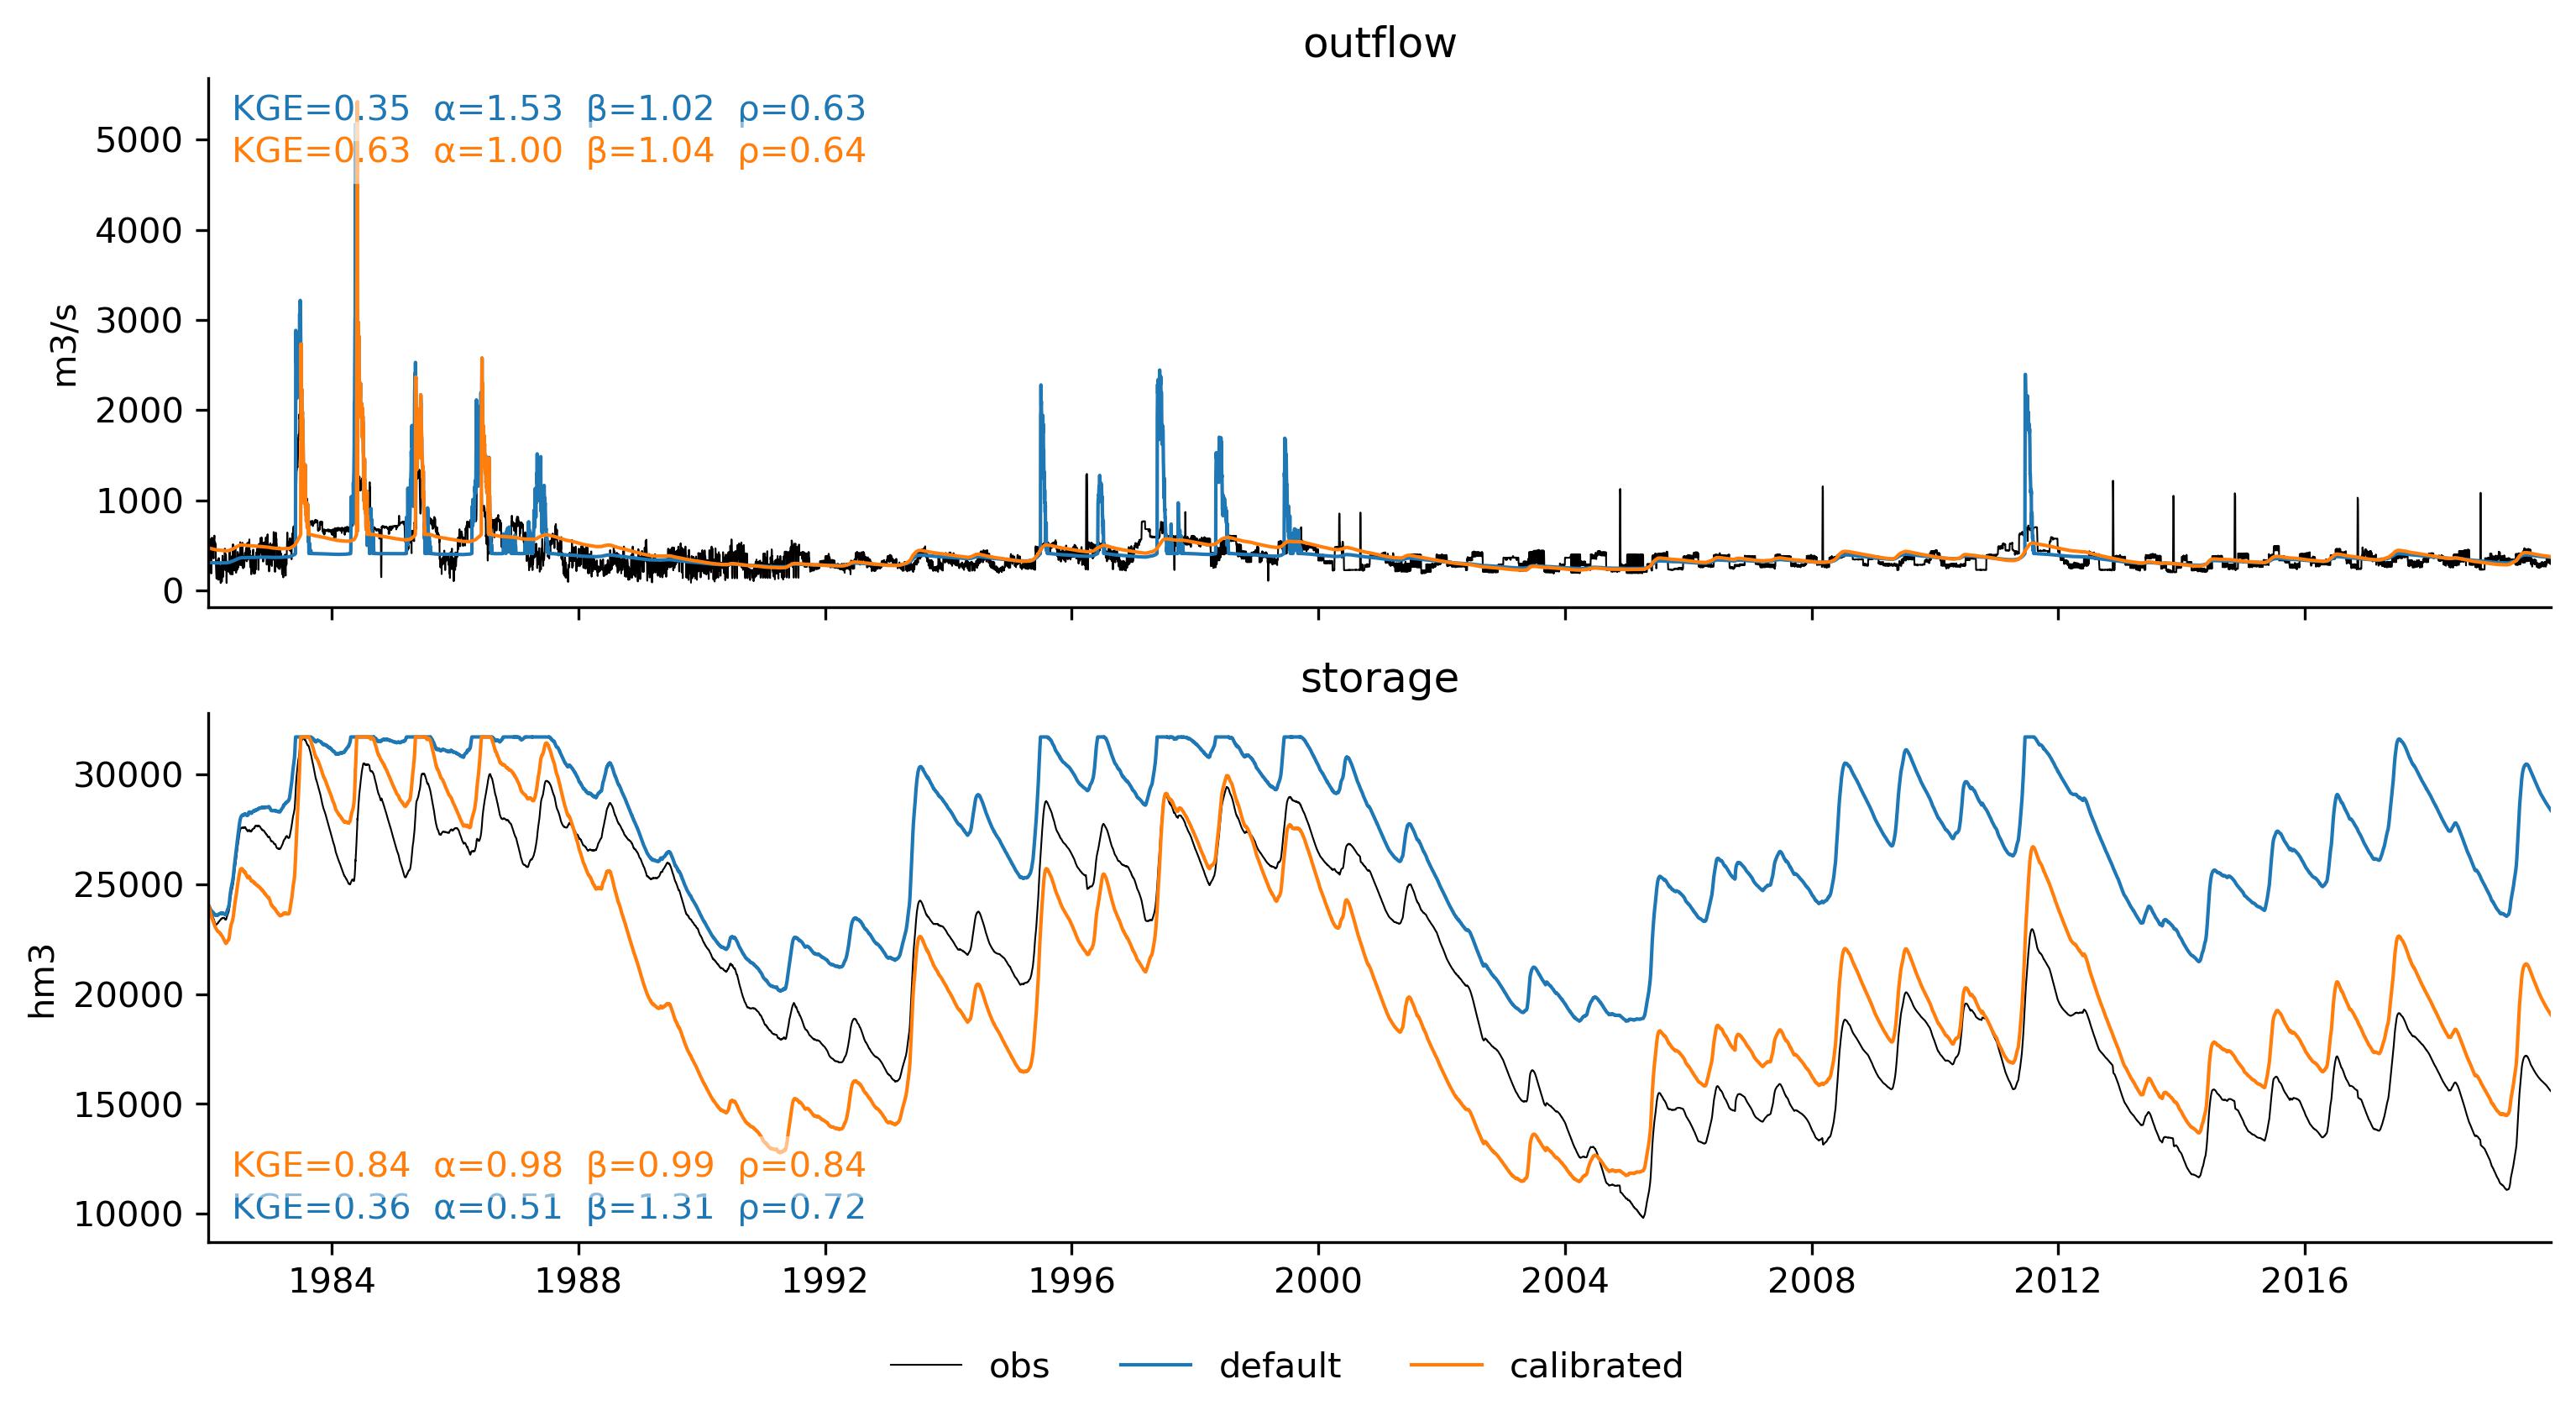 outflow
KGE=0.35 α=1.53 β=1.02 ρ=0.63
KGE=0.63 α=1.00 β=1.04 ρ=0.64
5000
4000
3000
2000
1000
0
m3/s
storage
30000
25000
20000
15000
10000
hm3
KGE=0.84 α=0.98 β=0.99 ρ=0.84
KGE=0.36 α=0.51 β=1.31 ρ=0.72
1984 1988 1992 1996 2000 2004 2008 2012 2016
obs default calibrated